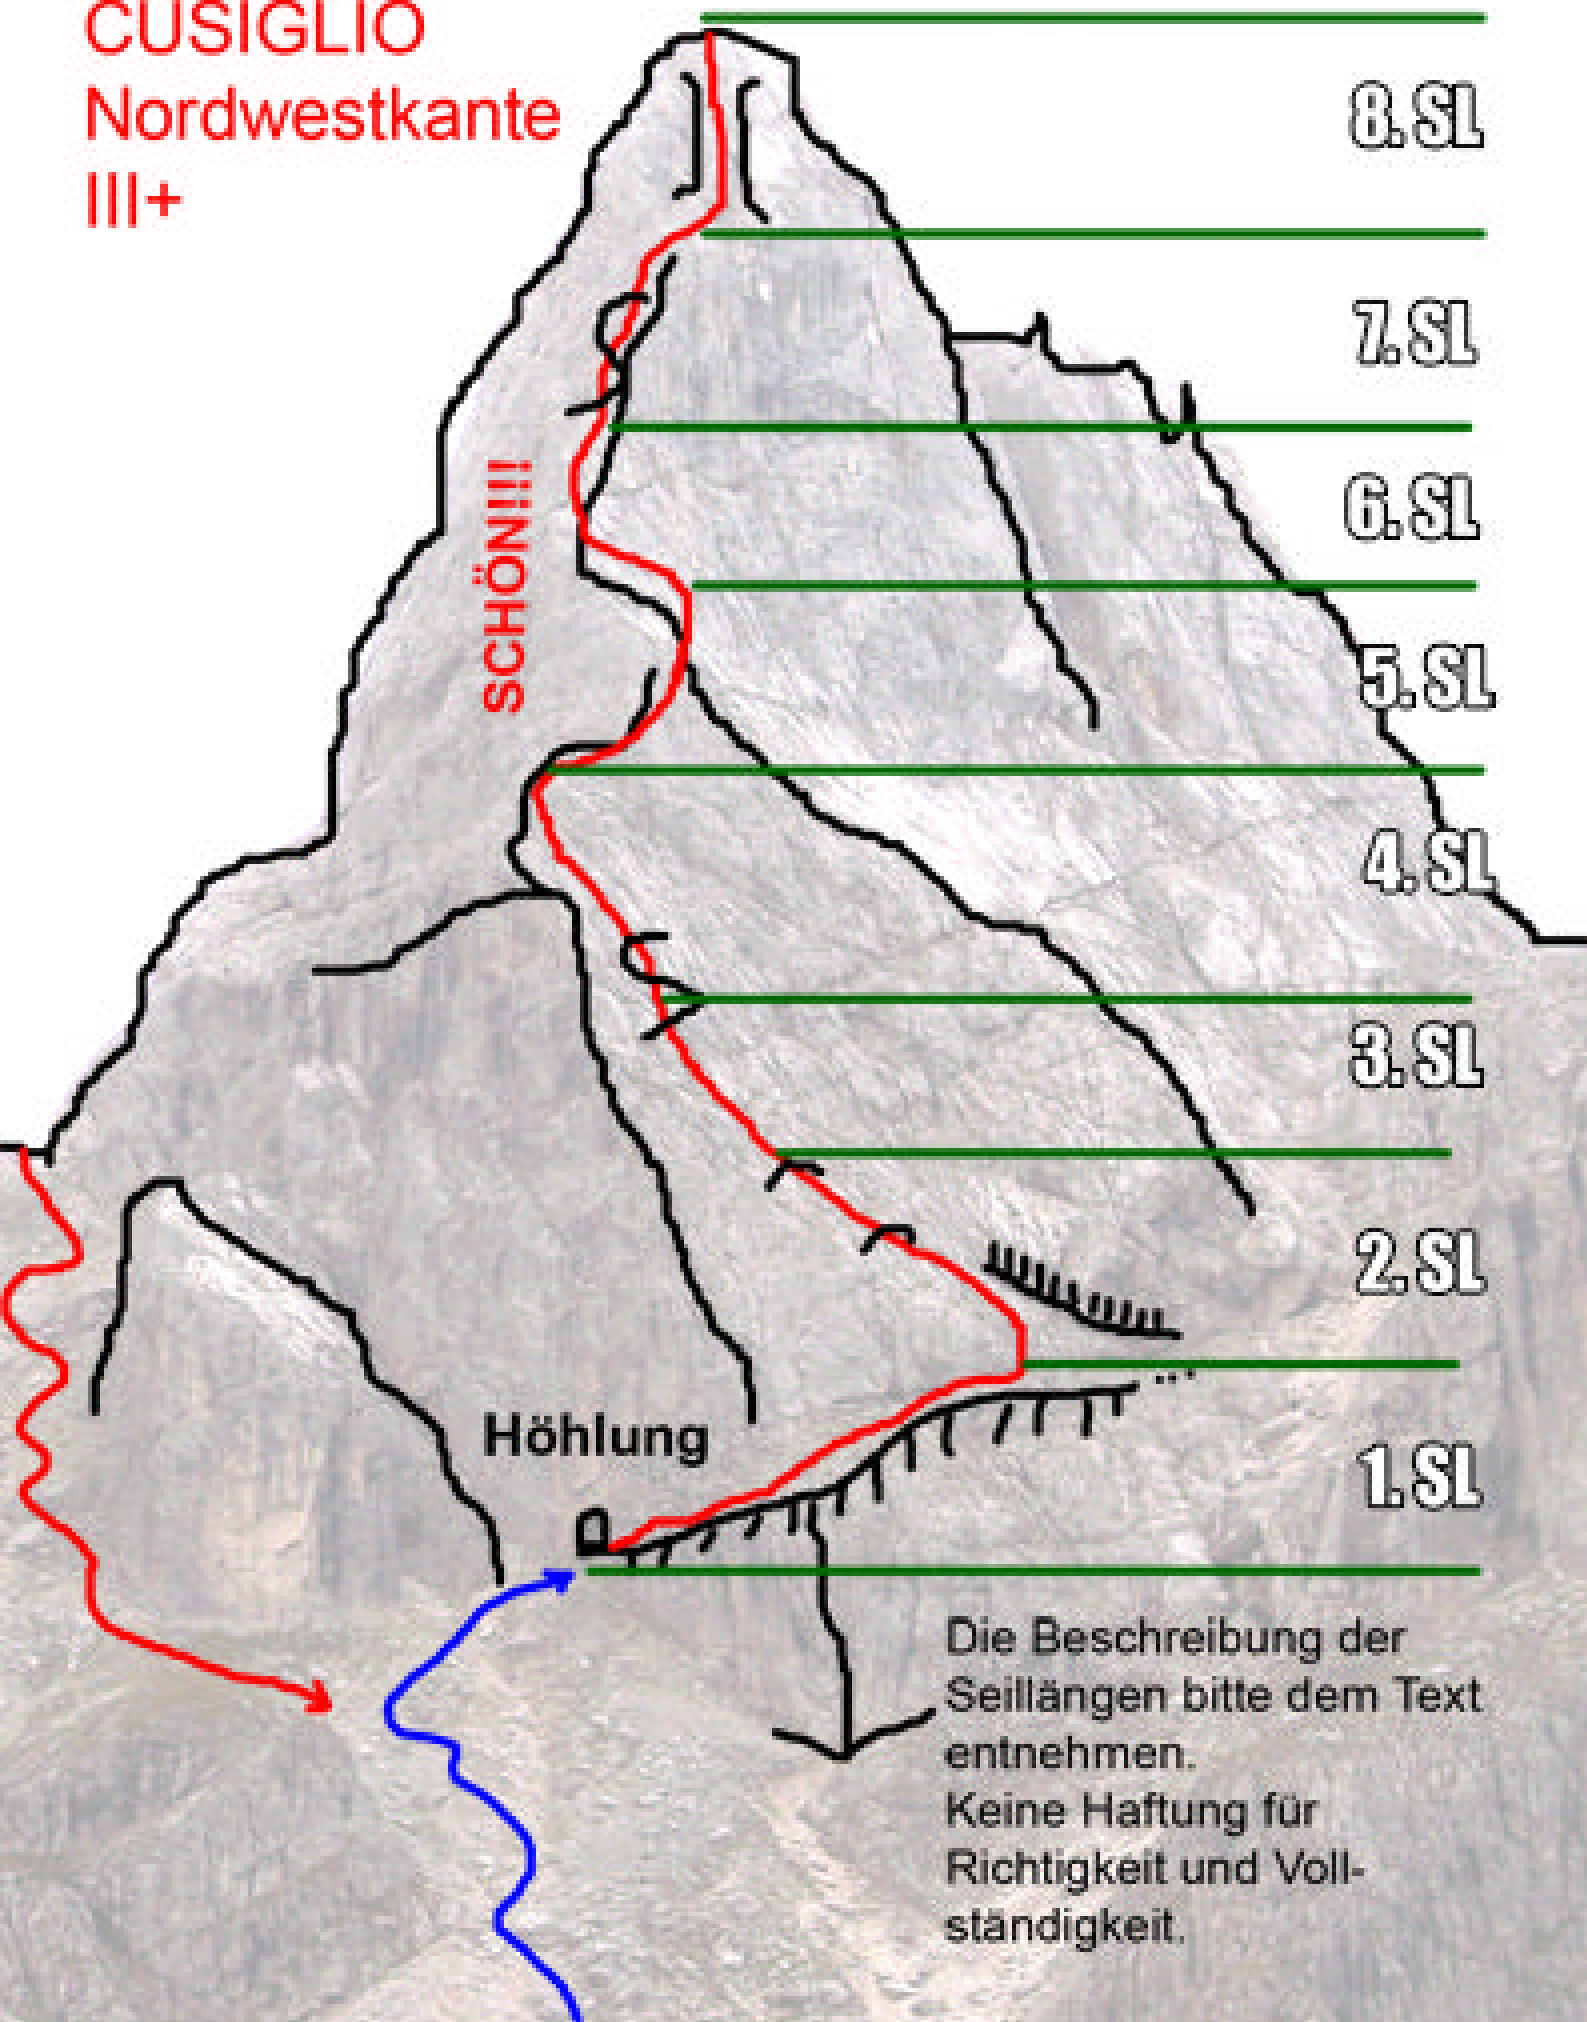 CUSIGLIO
Nordwestkante
III+
8. SL
7. SL
6. SL
SCHÖN!!!
5. SL
4. SL
3. SL
2. SL
Höhlung
1. SL
Die Beschreibung der
Seillängen bitte dem Text
entnehmen.
Keine Haftung für
Richtigkeit und Voll-
ständigkeit.